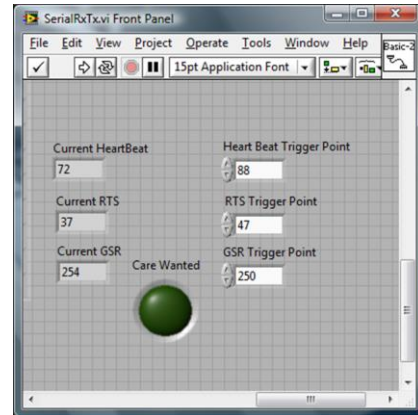 SerialRxTx.vi Front Panel
File Edit View Project Operate Tools Window Help
Basic-2
15pt Application Font
Current HeartBeat
Heart Beat Trigger Point
72
88
Current RTS
RTS Trigger Point
37
47
Current GSR
Care Wanted
GSR Trigger Point
254
250